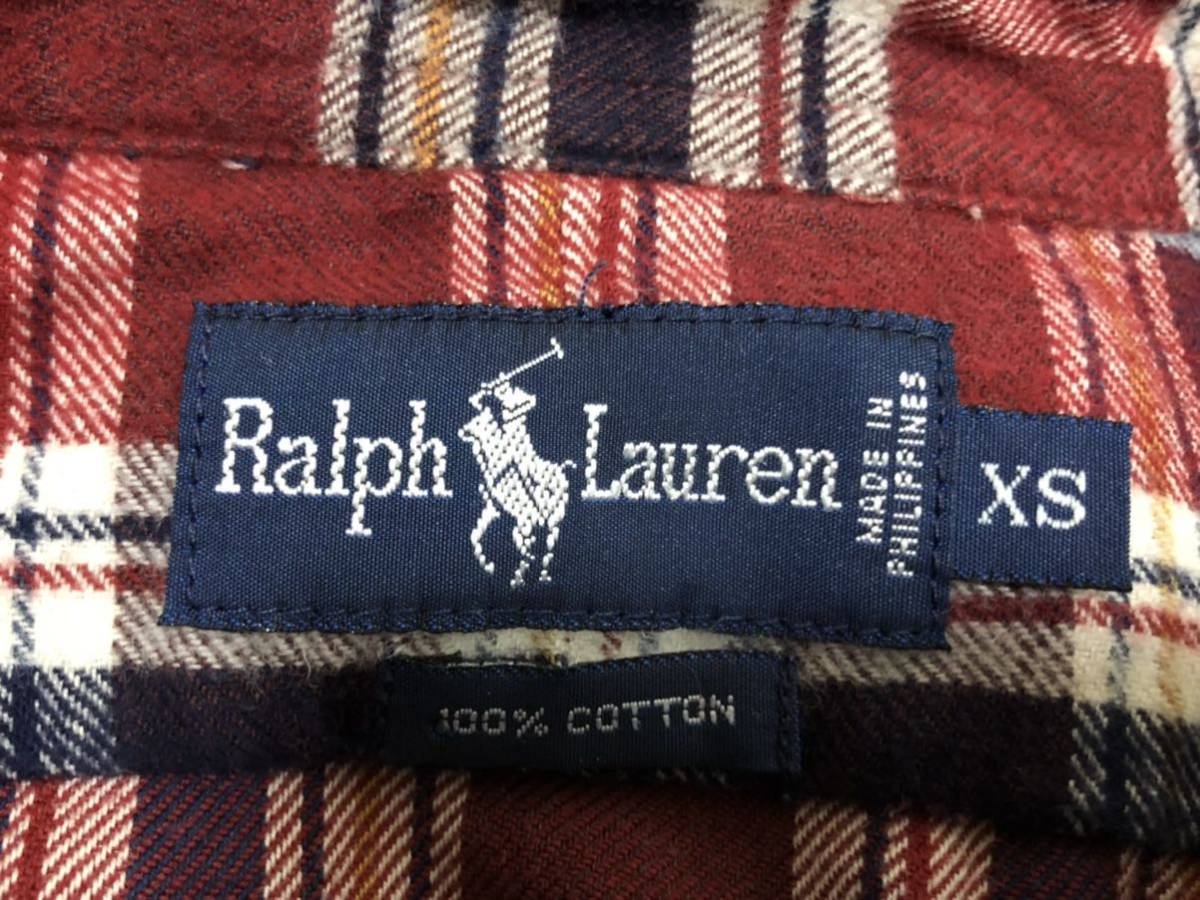 Ralph Lauren
MADE IN
PHILIPPINES
XS
100% COTTON